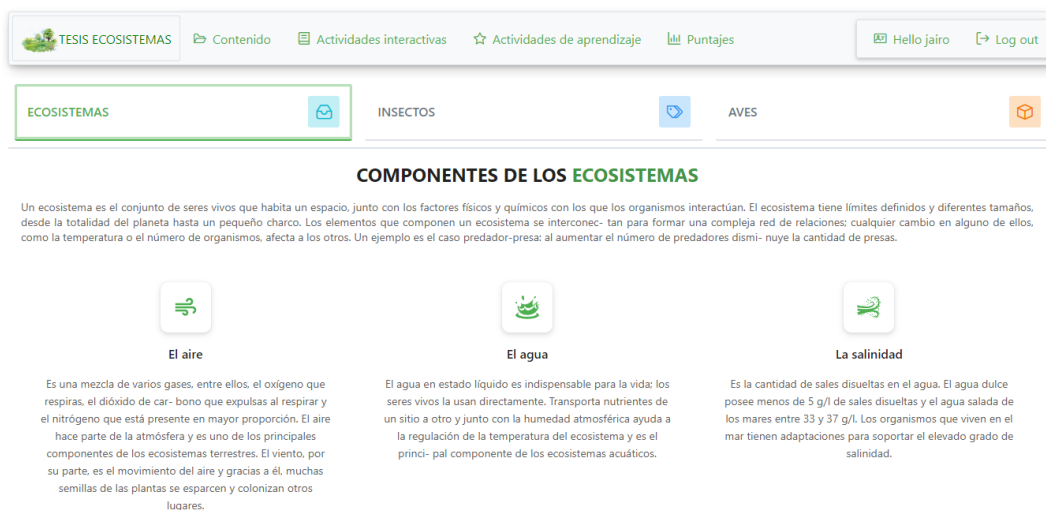 TESIS ECOSISTEMAS Contenido Actividades interactivas Actividades de aprendizaje Puntajes Hello jairo Log out
ECOSISTEMAS INSECTOS AVES
COMPONENTES DE LOS ECOSISTEMAS
Un ecosistema es el conjunto de seres vivos que habita un espacio, junto con los factores físicos y químicos con los que los organismos interactúan. El ecosistema tiene límites definidos y diferentes tamaños,
desde la totalidad del planeta hasta un pequeño charco. Los elementos que componen un ecosistema se interconec- tan para formar una compleja red de relaciones; cualquier cambio en alguno de ellos,
como la temperatura o el número de organismos, afecta a los otros. Un ejemplo es el caso predador-presa: al aumentar el número de predadores dismi- nuye la cantidad de presas.
El aire
Es una mezcla de varios gases, entre ellos, el oxígeno que
respiras, el dióxido de car- bono que expulsas al respirar y
el nitrógeno que está presente en mayor proporción. El aire
hace parte de la atmósfera y es uno de los principales
componentes de los ecosistemas terrestres. El viento, por
su parte, es el movimiento del aire y gracias a él, muchas
semillas de las plantas se esparcen y colonizan otros
lugares.
El agua
El agua en estado líquido es indispensable para la vida; los
seres vivos la usan directamente. Transporta nutrientes de
un sitio a otro y junto con la humedad atmosférica ayuda a
la regulación de la temperatura del ecosistema y es el
princi- pal componente de los ecosistemas acuáticos.
La salinidad
Es la cantidad de sales disueltas en el agua. El agua dulce
posee menos de 5 g/l de sales disueltas y el agua salada de
los mares entre 33 y 37 g/l. Los organismos que viven en el
mar tienen adaptaciones para soportar el elevado grado de
salinidad.